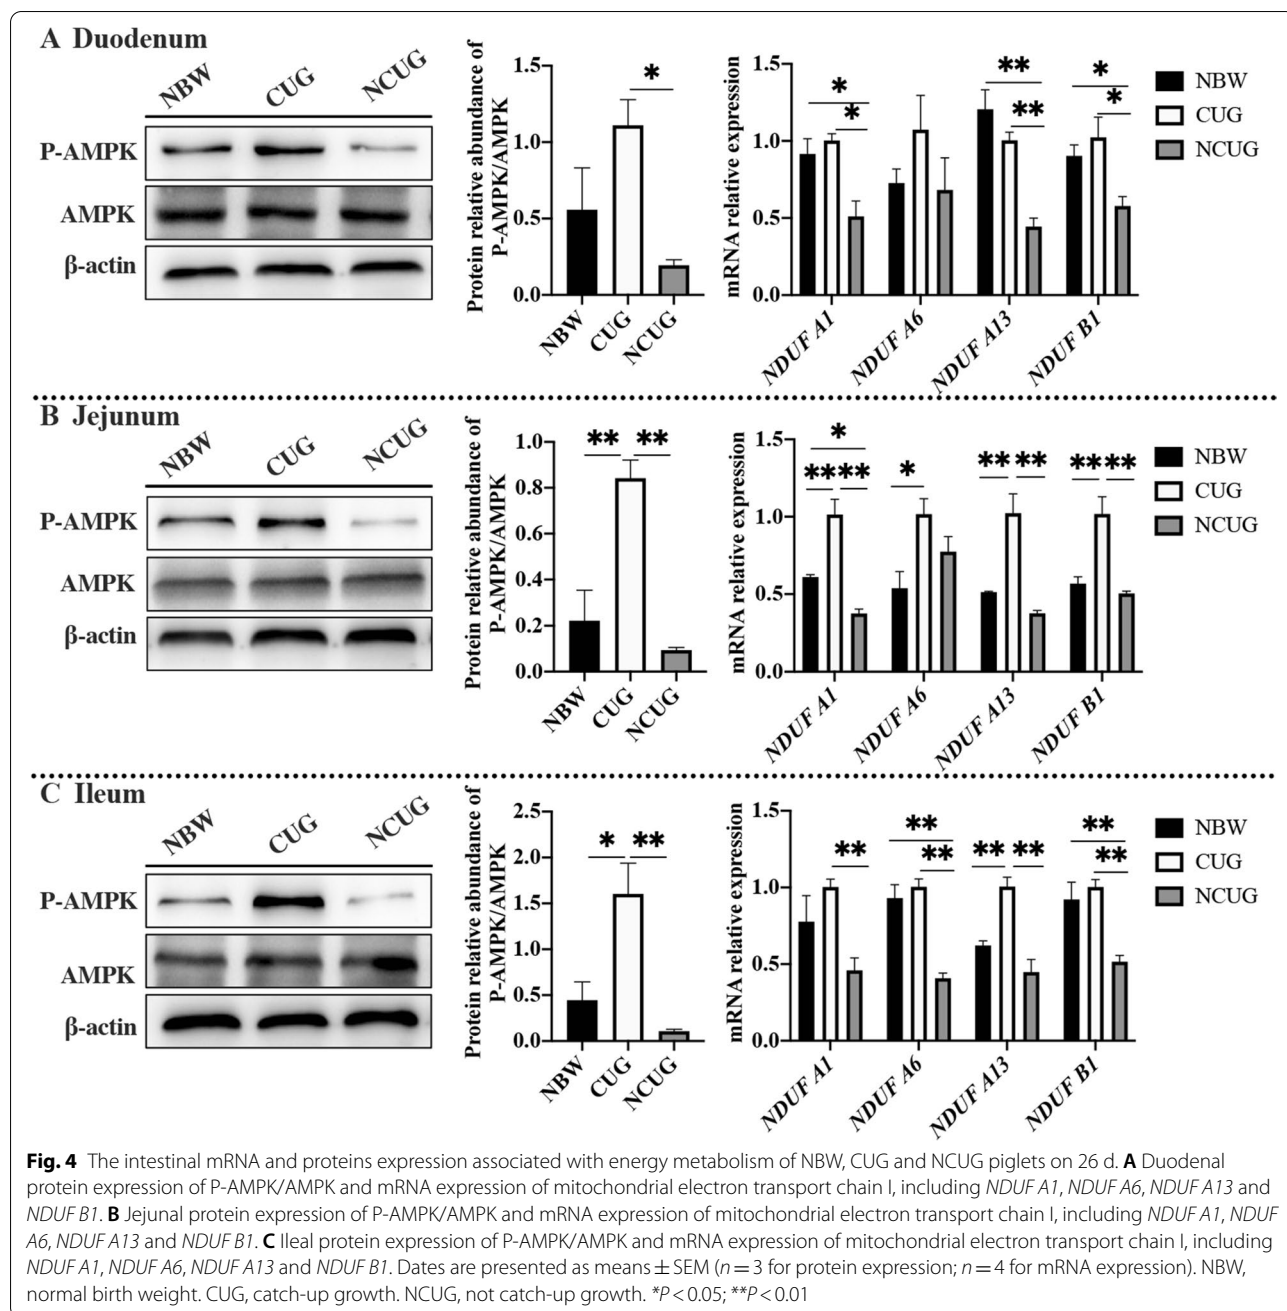 A Duodenum
NBW
CUG
NCUG
P-AMPK
AMPK
β-actin
Protein relative abundance of
P-AMPK/AMPK
1.5
1.0
0.5
0.0
*
NBW
CUG
NCUG
mRNA relative expression
1.5
1.0
0.5
0.0
*
*
**
**
*
*
NDUF A1
NDUF A6
NDUF A13
NDUF B1
NBW
CUG
NCUG
B Jejunum
NBW
CUG
NCUG
P-AMPK
AMPK
β-actin
Protein relative abundance of
P-AMPK/AMPK
1.0
0.8
0.6
0.4
0.2
0.0
** **
NBW
CUG
NCUG
mRNA relative expression
1.5
1.0
0.5
0.0
*
** **
*
** **
** **
NDUF A1
NDUF A6
NDUF A13
NDUF B1
NBW
CUG
NCUG
C Ileum
NBW
CUG
NCUG
P-AMPK
AMPK
β-actin
Protein relative abundance of
P-AMPK/AMPK
2.5
2.0
1.5
1.0
0.5
0.0
* **
NBW
CUG
NCUG
mRNA relative expression
1.5
1.0
0.5
0.0
**
**
**
** **
**
**
NDUF A1
NDUF A6
NDUF A13
NDUF B1
NBW
CUG
NCUG
Fig. 4 The intestinal mRNA and proteins expression associated with energy metabolism of NBW, CUG and NCUG piglets on 26 d. A Duodenal
protein expression of P-AMPK/AMPK and mRNA expression of mitochondrial electron transport chain I, including NDUF A1, NDUF A6, NDUF A13 and
NDUF B1. B Jejunal protein expression of P-AMPK/AMPK and mRNA expression of mitochondrial electron transport chain I, including NDUF A1, NDUF
A6, NDUF A13 and NDUF B1. C Ileal protein expression of P-AMPK/AMPK and mRNA expression of mitochondrial electron transport chain I, including
NDUF A1, NDUF A6, NDUF A13 and NDUF B1. Dates are presented as means ± SEM (n = 3 for protein expression; n = 4 for mRNA expression). NBW,
normal birth weight. CUG, catch-up growth. NCUG, not catch-up growth. *P < 0.05; **P < 0.01